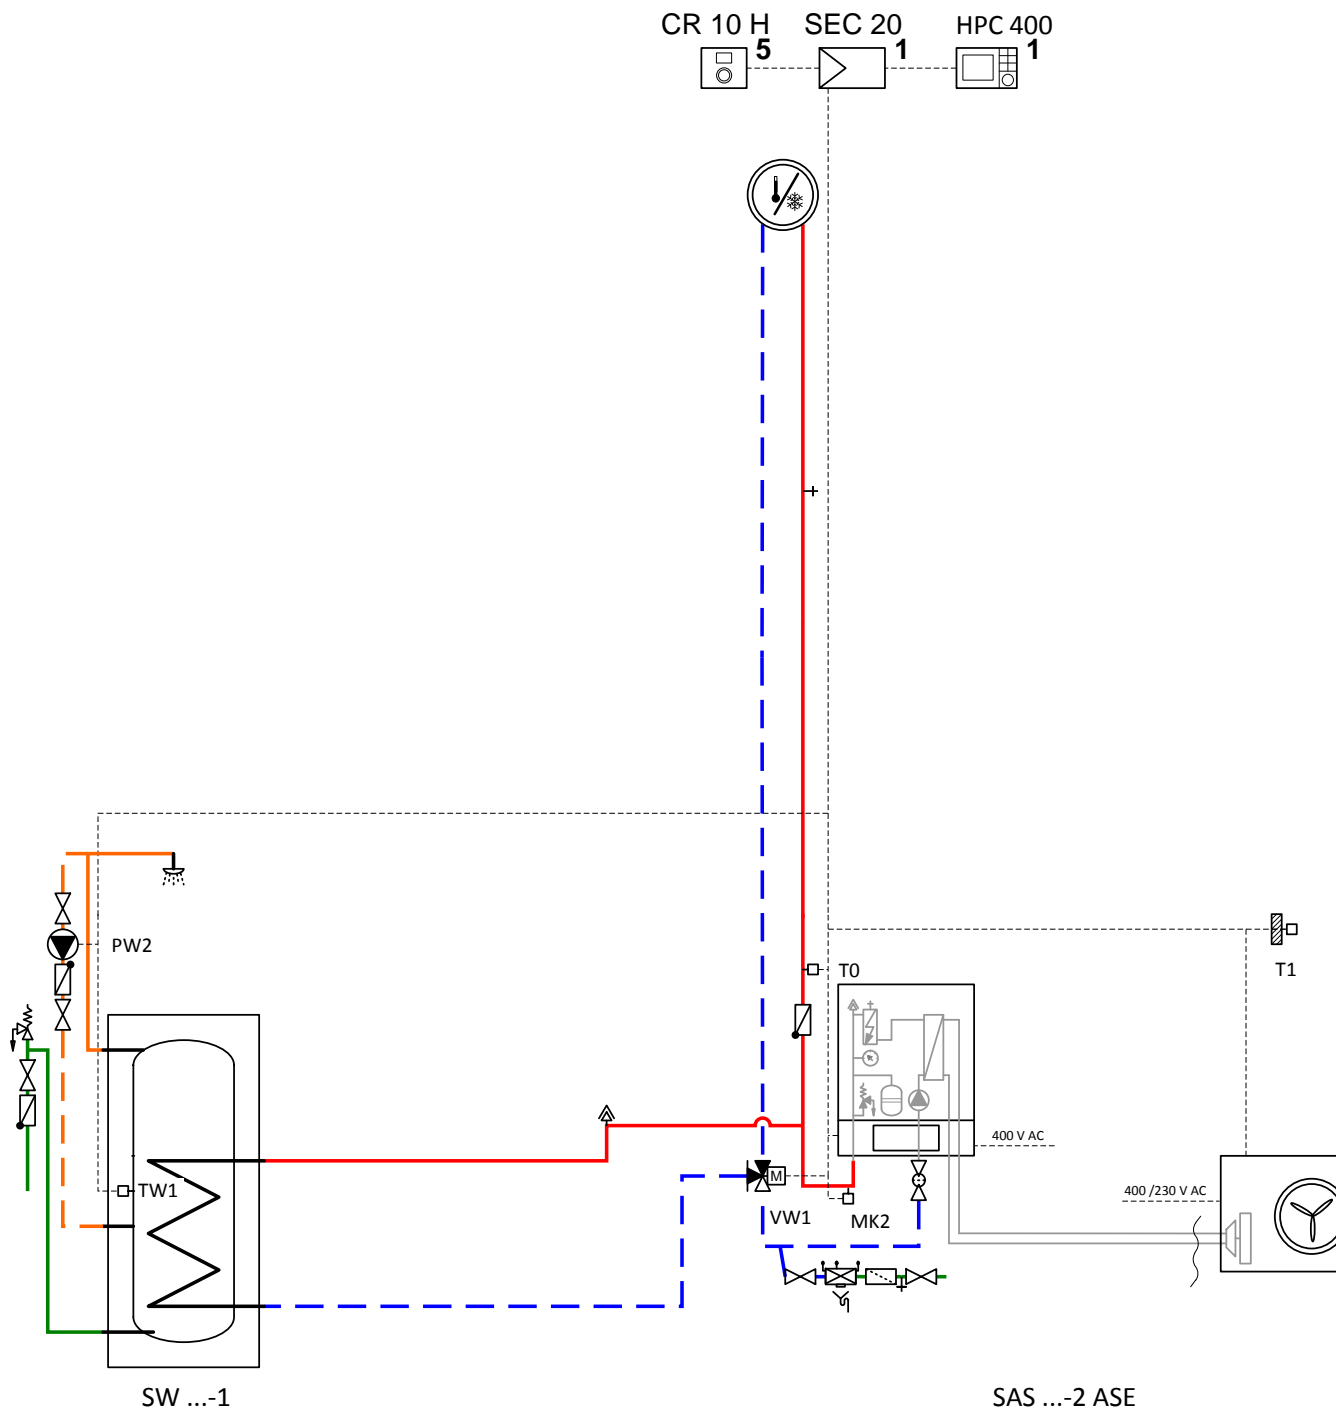 CR 10 H SEC 20 HPC 400
5 1 1
PW2
T0
T1
400 V AC
M
TW1
400 /230 V AC
VW1
MK2
SW ...-1
SAS ...-2 ASE